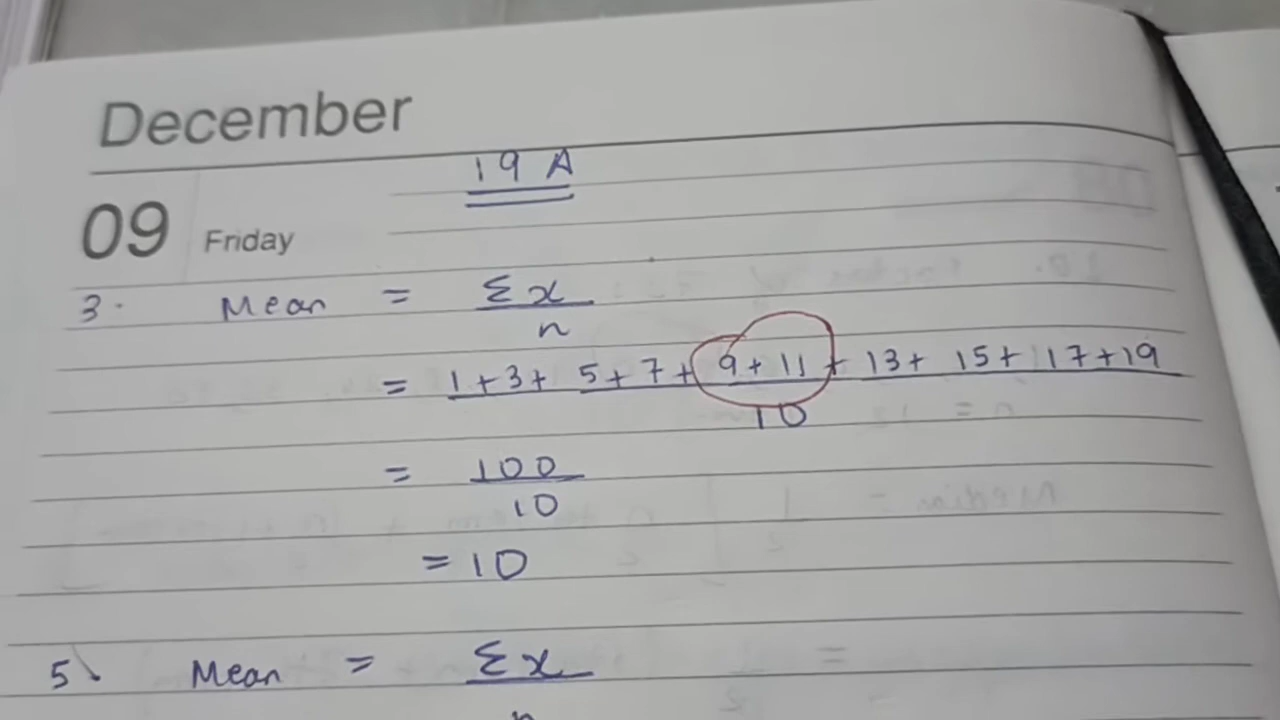 December
19 A
09 Friday
3. Mean = Σx
n
= 1+3+ 5+7+ 9+11+ 13+ 15+ 17+19
10
= 100
10
= 10
5. Mean = Σx
n